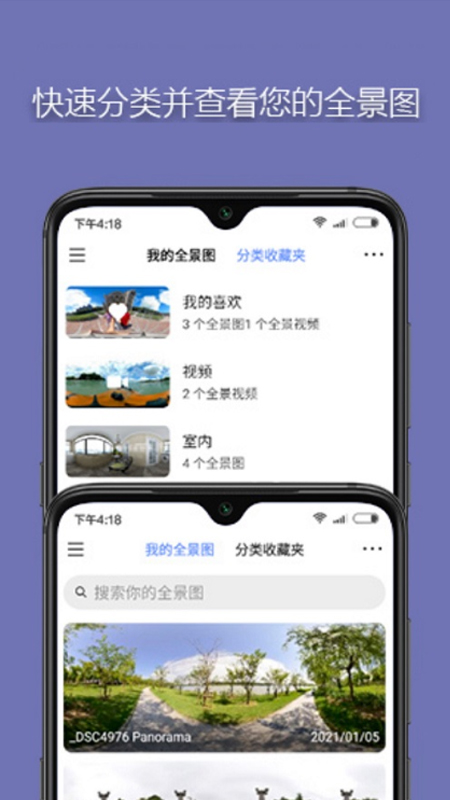 快速分类并查看您的全景图
下午4:18
我的全景图 分类收藏夹
我的喜欢
3 个全景图1 个全景视频
视频
2 个全景视频
室内
4 个全景图
下午4:18
我的全景图 分类收藏夹
搜索你的全景图
_DSC4976 Panorama 2021/01/05